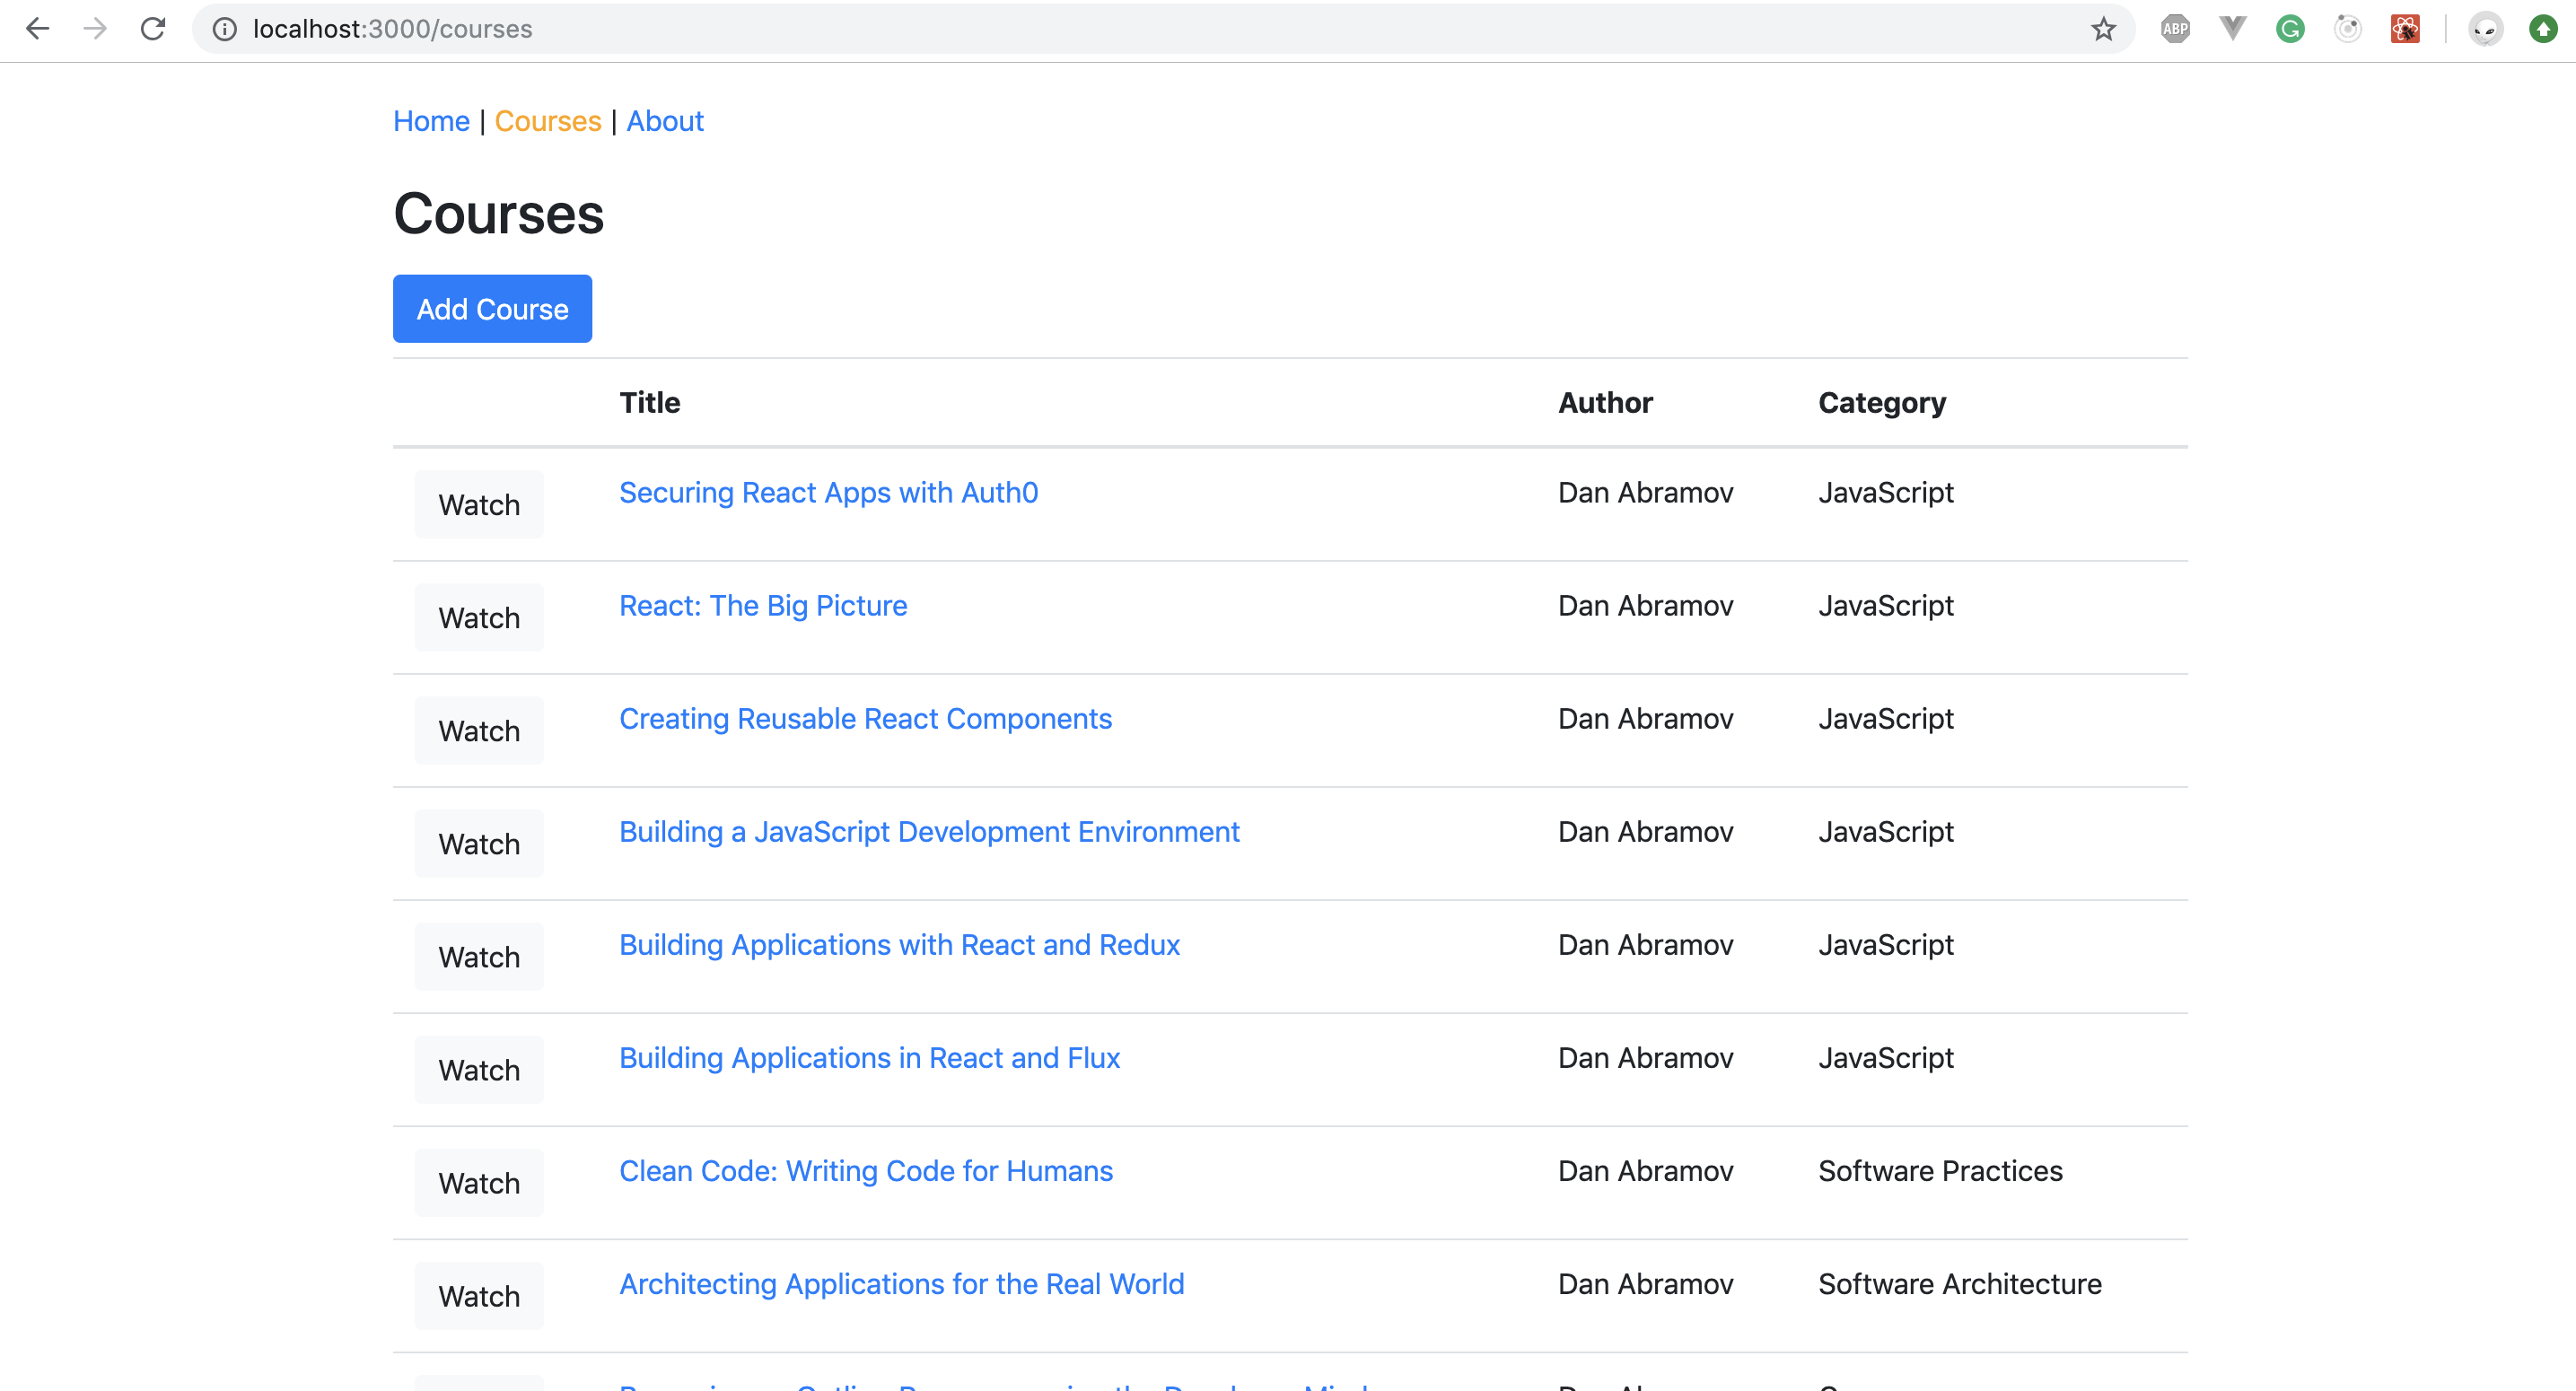 localhost:3000/courses
ABP
Home | Courses | About
Courses
Add Course
Title Author Category
Watch Securing React Apps with Auth0 Dan Abramov JavaScript
Watch React: The Big Picture Dan Abramov JavaScript
Watch Creating Reusable React Components Dan Abramov JavaScript
Watch Building a JavaScript Development Environment Dan Abramov JavaScript
Watch Building Applications with React and Redux Dan Abramov JavaScript
Watch Building Applications in React and Flux Dan Abramov JavaScript
Watch Clean Code: Writing Code for Humans Dan Abramov Software Practices
Watch Architecting Applications for the Real World Dan Abramov Software Architecture